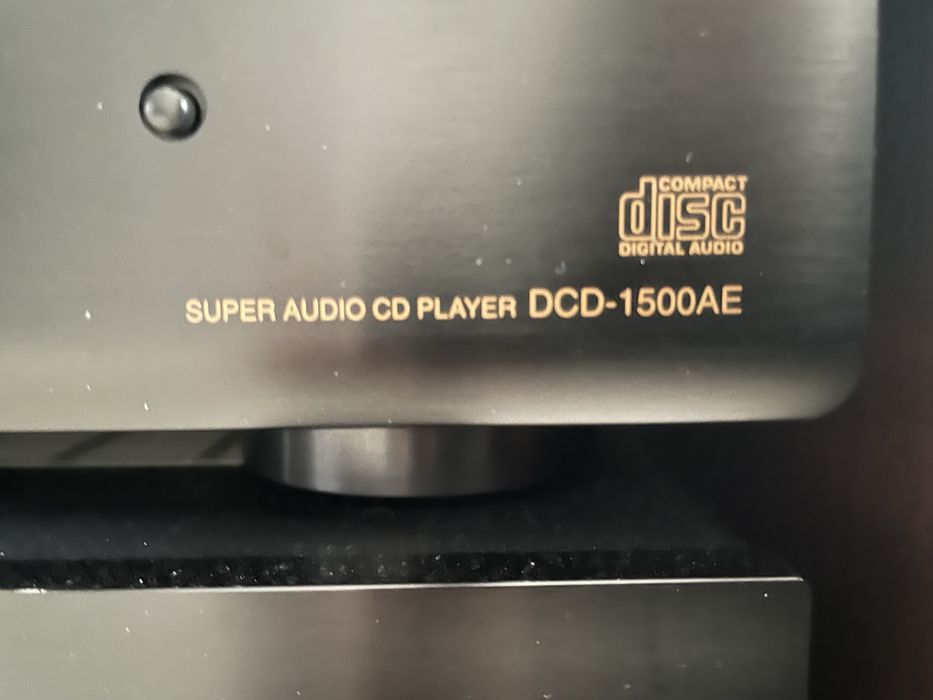 COMPACT
disc
DIGITAL AUDIO
SUPER AUDIO CD PLAYER DCD-1500AE